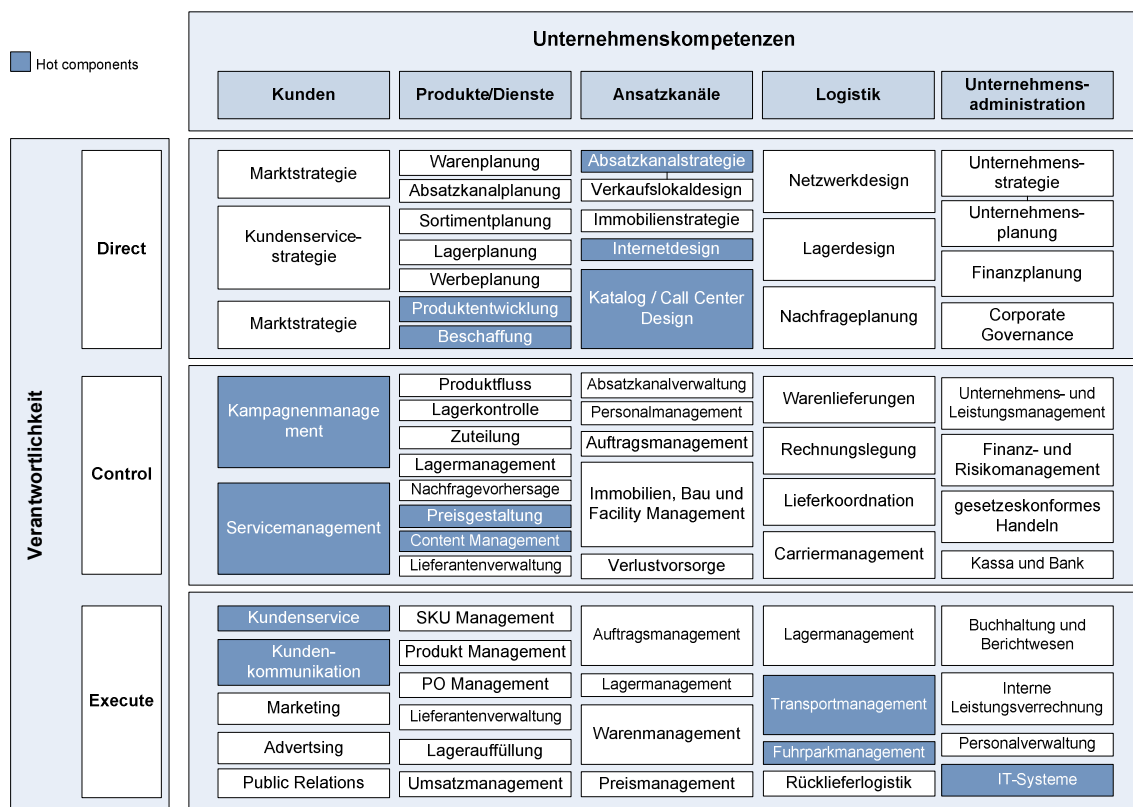 Hot components
Unternehmenskompetenzen
Kunden
Produkte/Dienste
Ansatzkanäle
Logistik
Unternehmens-
administration
Verantwortlichkeit
Direct
Marktstrategie
Kundenservice-
strategie
Marktstrategie
Warenplanung
Absatzkanalplanung
Sortimentplanung
Lagerplanung
Werbeplanung
Produktentwicklung
Beschaffung
Absatzkanalstrategie
Verkaufslokaldesign
Immobilienstrategie
Internetdesign
Katalog / Call Center
Design
Netzwerkdesign
Lagerdesign
Nachfrageplanung
Unternehmens-
strategie
Unternehmens-
planung
Finanzplanung
Corporate
Governance
Control
Kampagnenmanage
ment
Servicemanagement
Produktfluss
Lagerkontrolle
Zuteilung
Lagermanagement
Nachfragevorhersage
Preisgestaltung
Content Management
Lieferantenverwaltung
Absatzkanalverwaltung
Personalmanagement
Auftragsmanagement
Immobilien, Bau und
Facility Management
Verlustvorsorge
Warenlieferungen
Rechnungslegung
Lieferkoordnation
Carriermanagement
Unternehmens- und
Leistungsmanagement
Finanz- und
Risikomanagement
gesetzeskonformes
Handeln
Kassa und Bank
Execute
Kundenservice
Kunden-
kommunikation
Marketing
Advertsing
Public Relations
SKU Management
Produkt Management
PO Management
Lieferantenverwaltung
Lagerauffüllung
Umsatzmanagement
Auftragsmanagement
Lagermanagement
Warenmanagement
Preismanagement
Lagermanagement
Transportmanagement
Fuhrparkmanagement
Rücklieferlogistik
Buchhaltung und
Berichtwesen
Interne
Leistungsverrechnung
Personalverwaltung
IT-Systeme